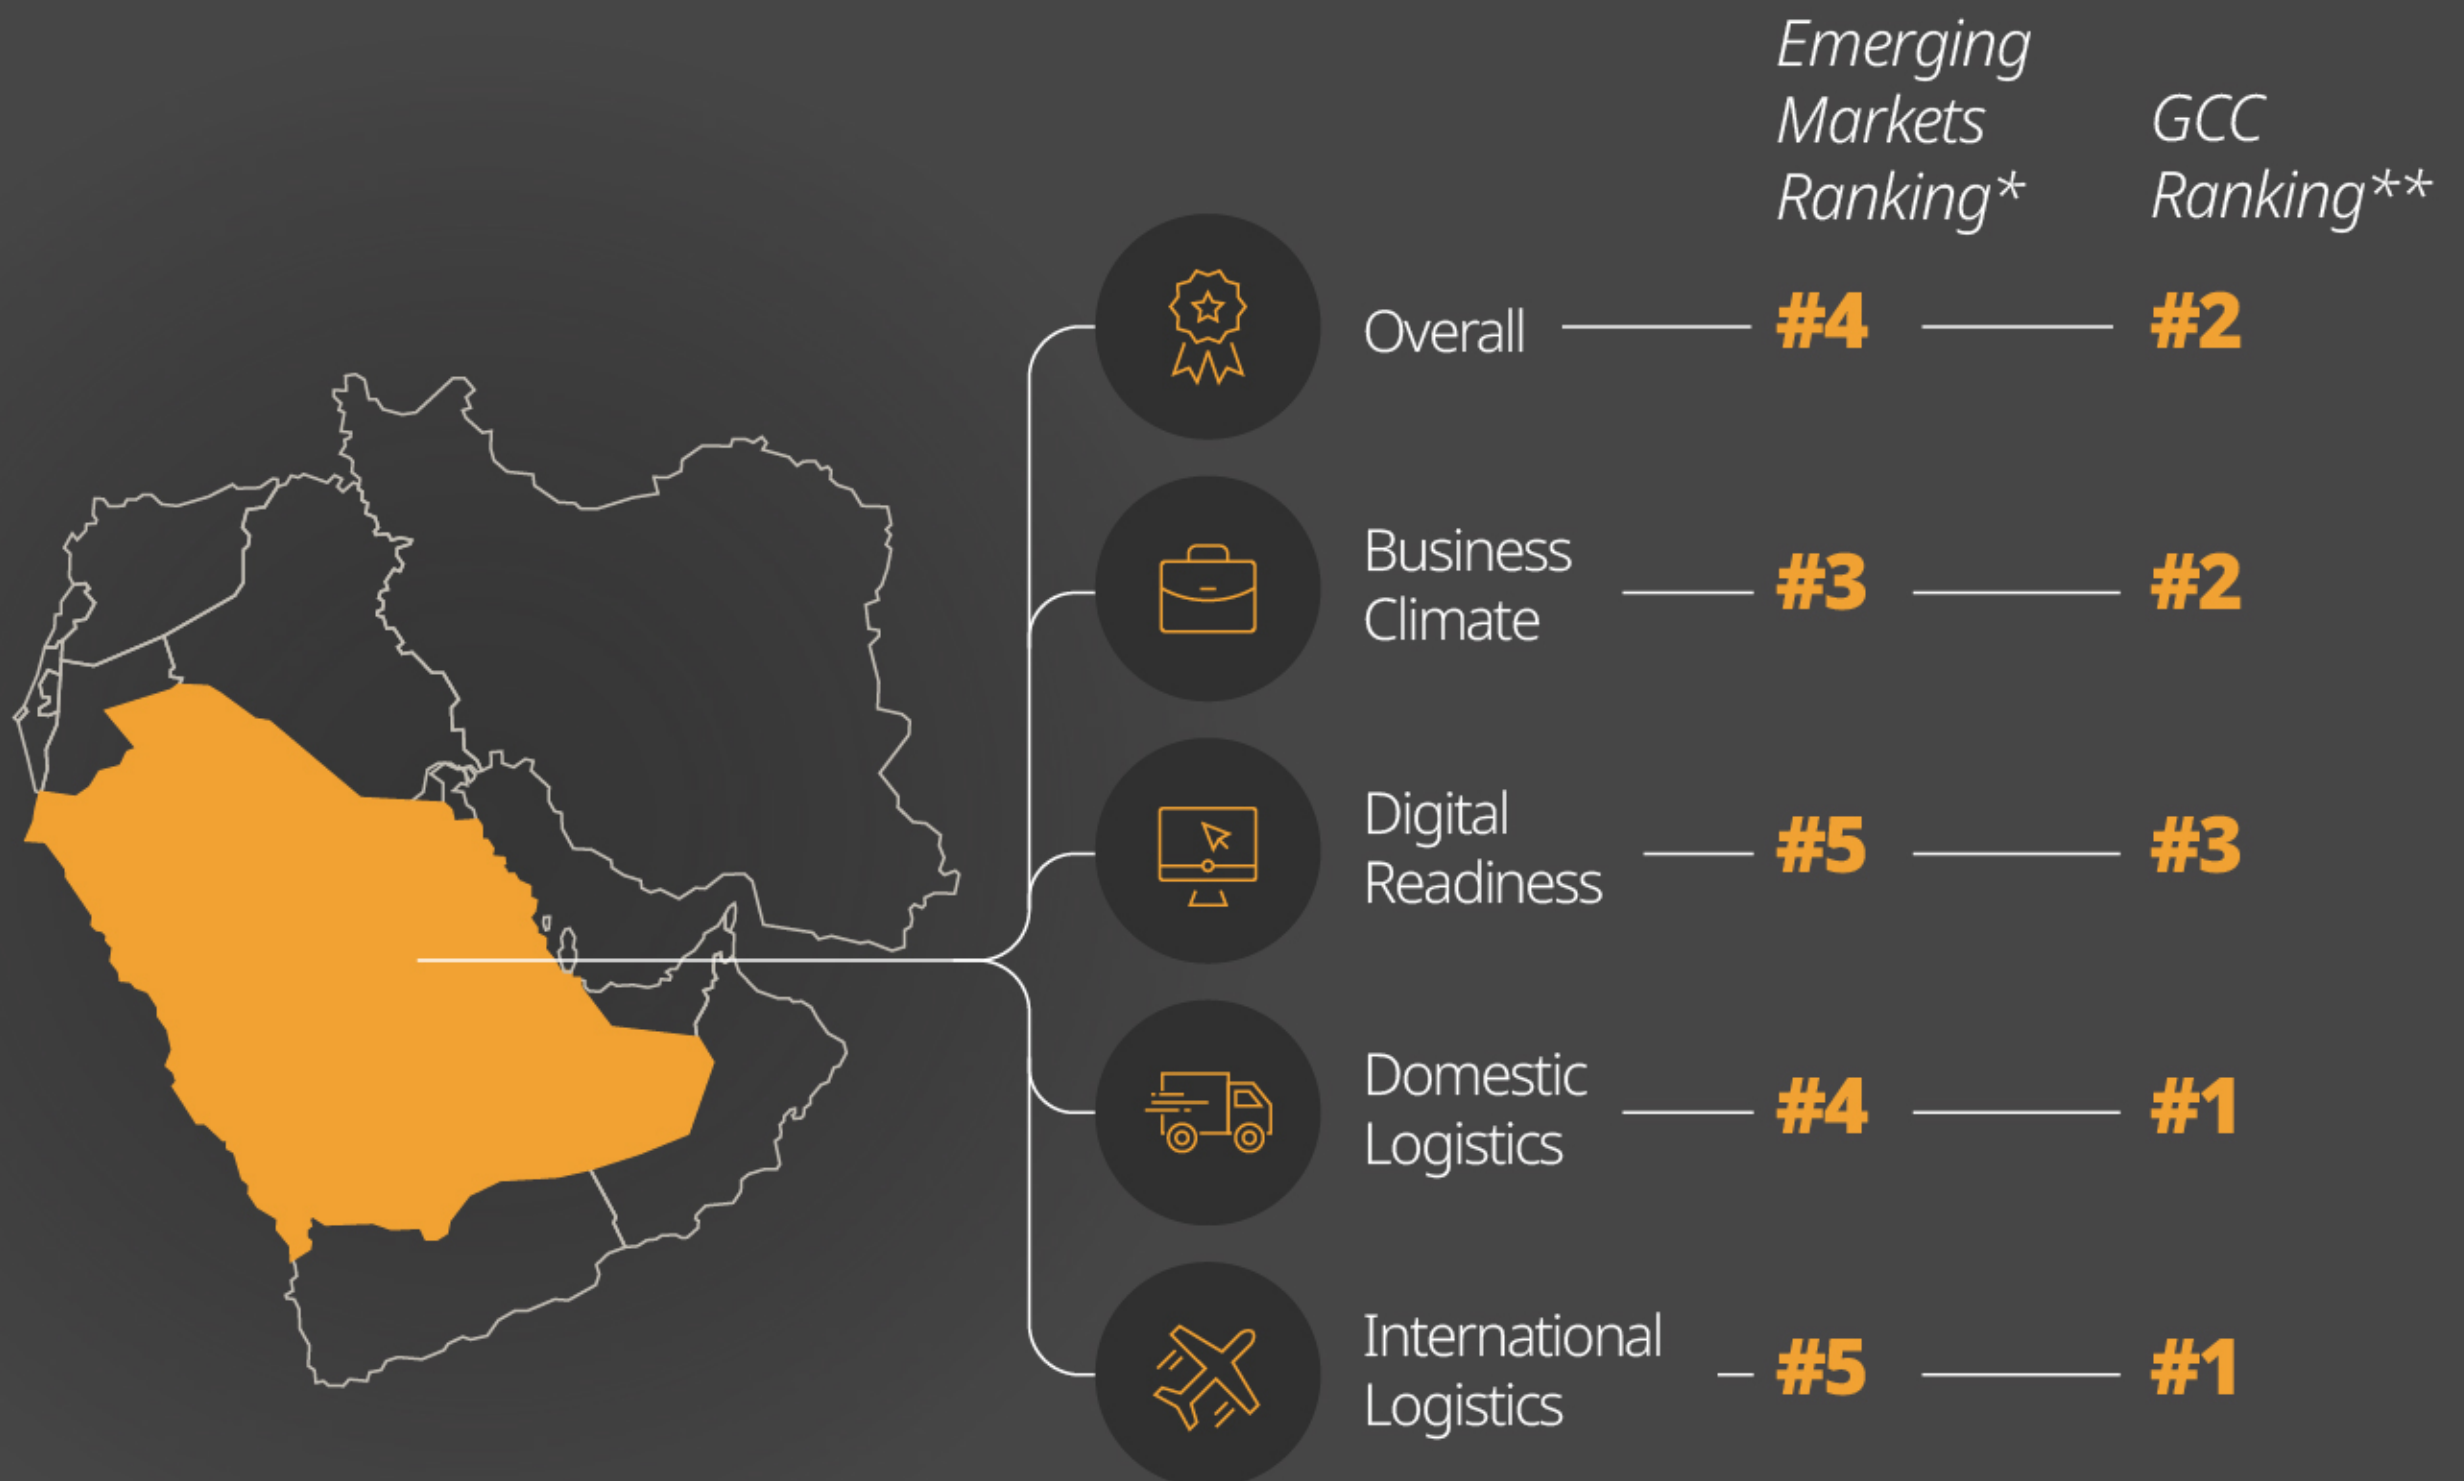 Emerging
Markets
Ranking*
GCC
Ranking**
Overall #4 #2
Business
Climate
#3 #2
Digital
Readiness
#5 #3
Domestic
Logistics
#4 #1
International
Logistics
#5 #1